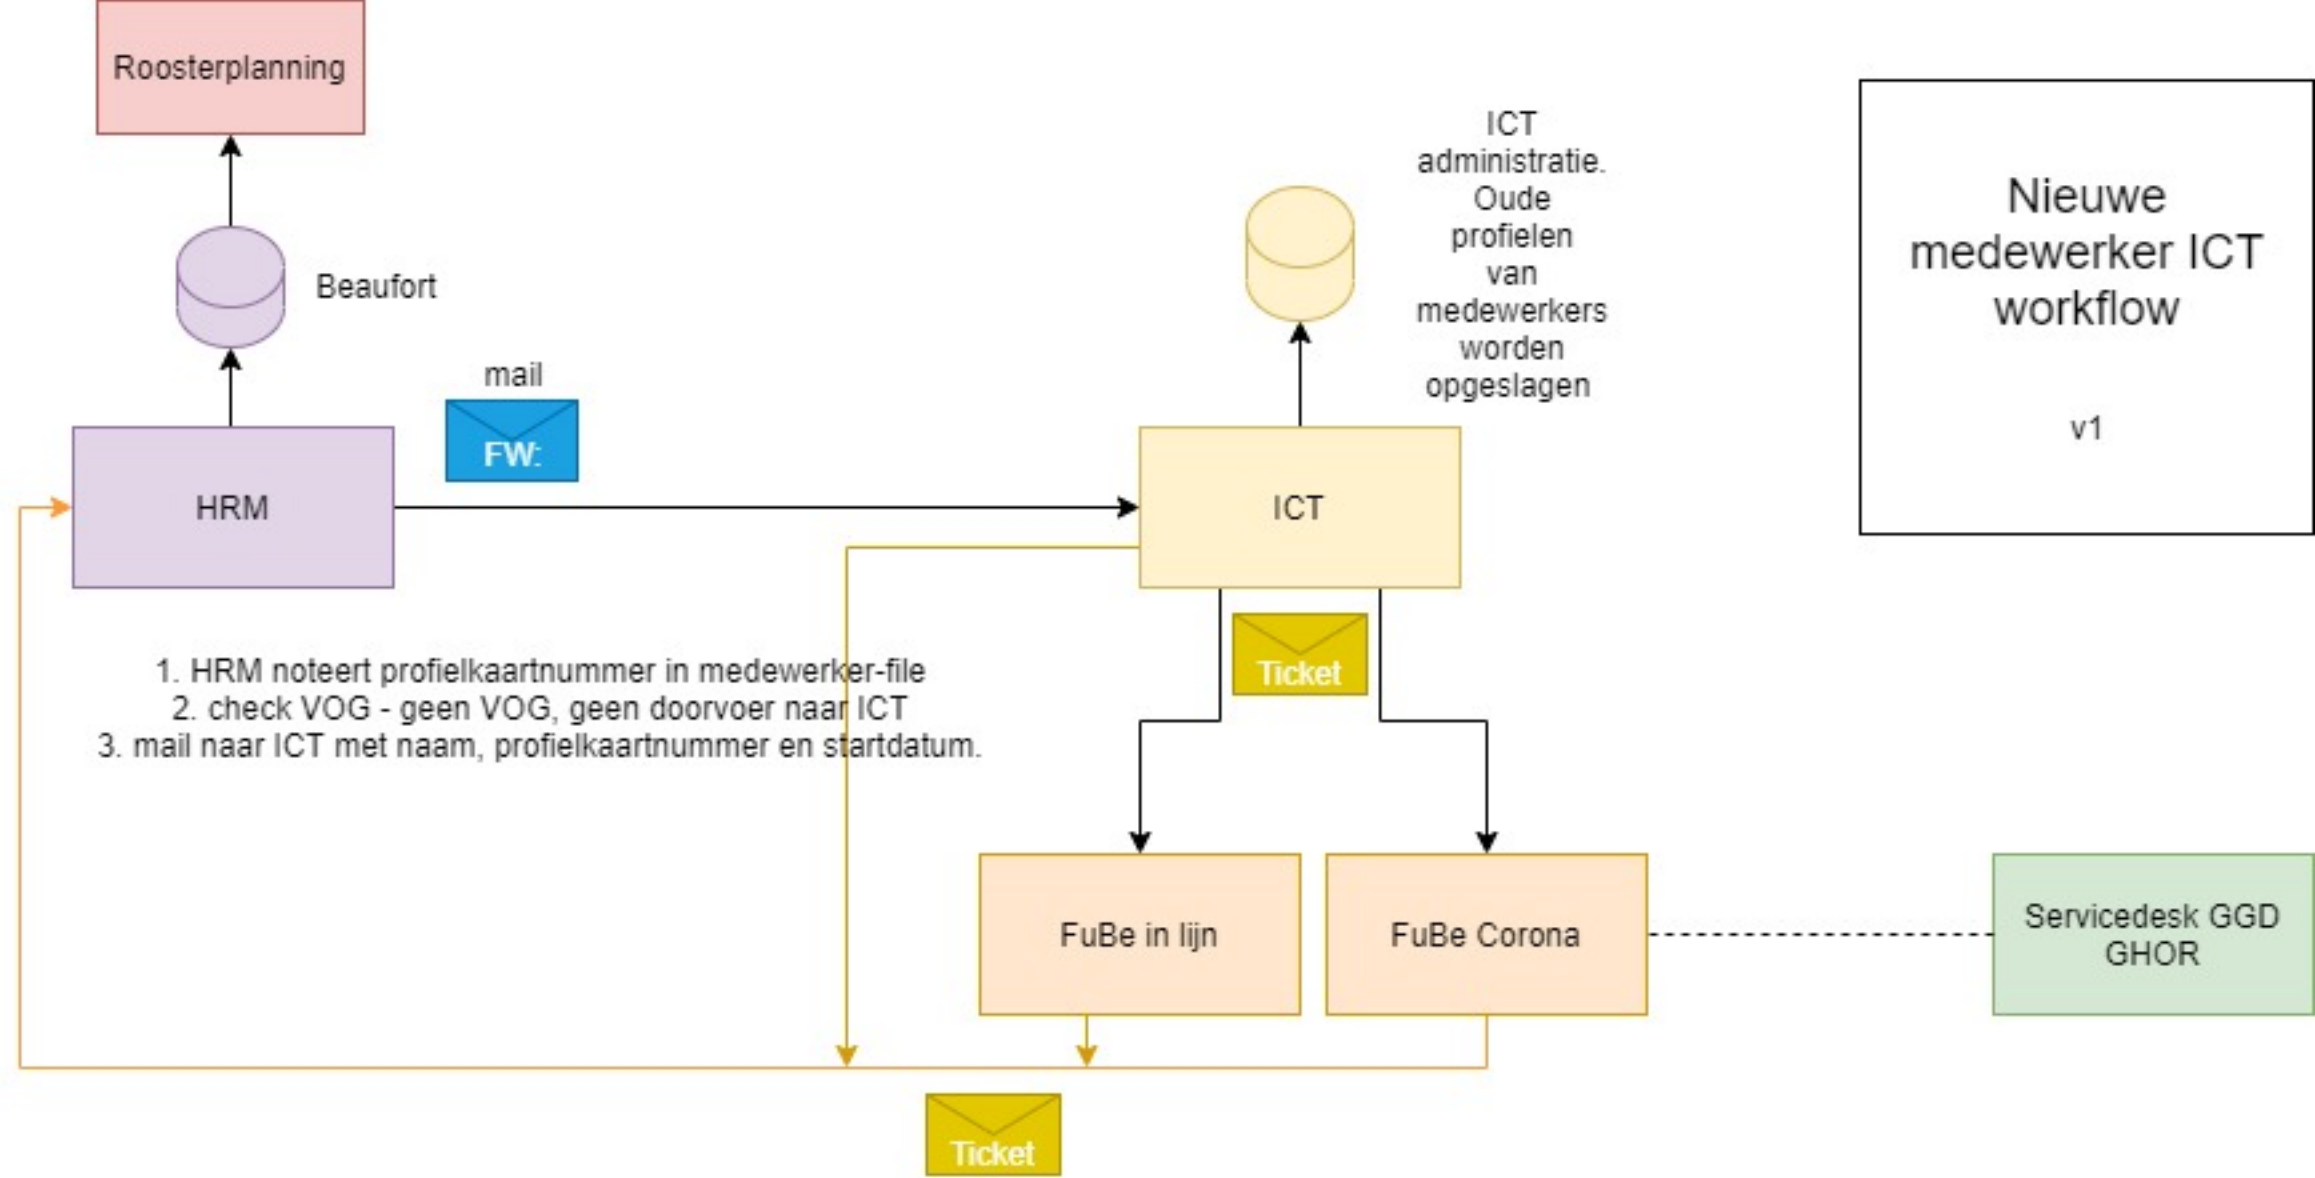 Roosterplanning
Beaufort
mail
FW:
HRM
ICT
administratie.
Oude
profielen
van
medewerkers
worden
opgeslagen
ICT
Nieuwe
medewerker ICT
workflow
v1
1. HRM noteert profielkaartnummer in medewerker-file
2. check VOG - geen VOG, geen doorvoer naar ICT
3. mail naar ICT met naam, profielkaartnummer en startdatum.
Ticket
FuBe in lijn
FuBe Corona
Servicedesk GGD
GHOR
Ticket